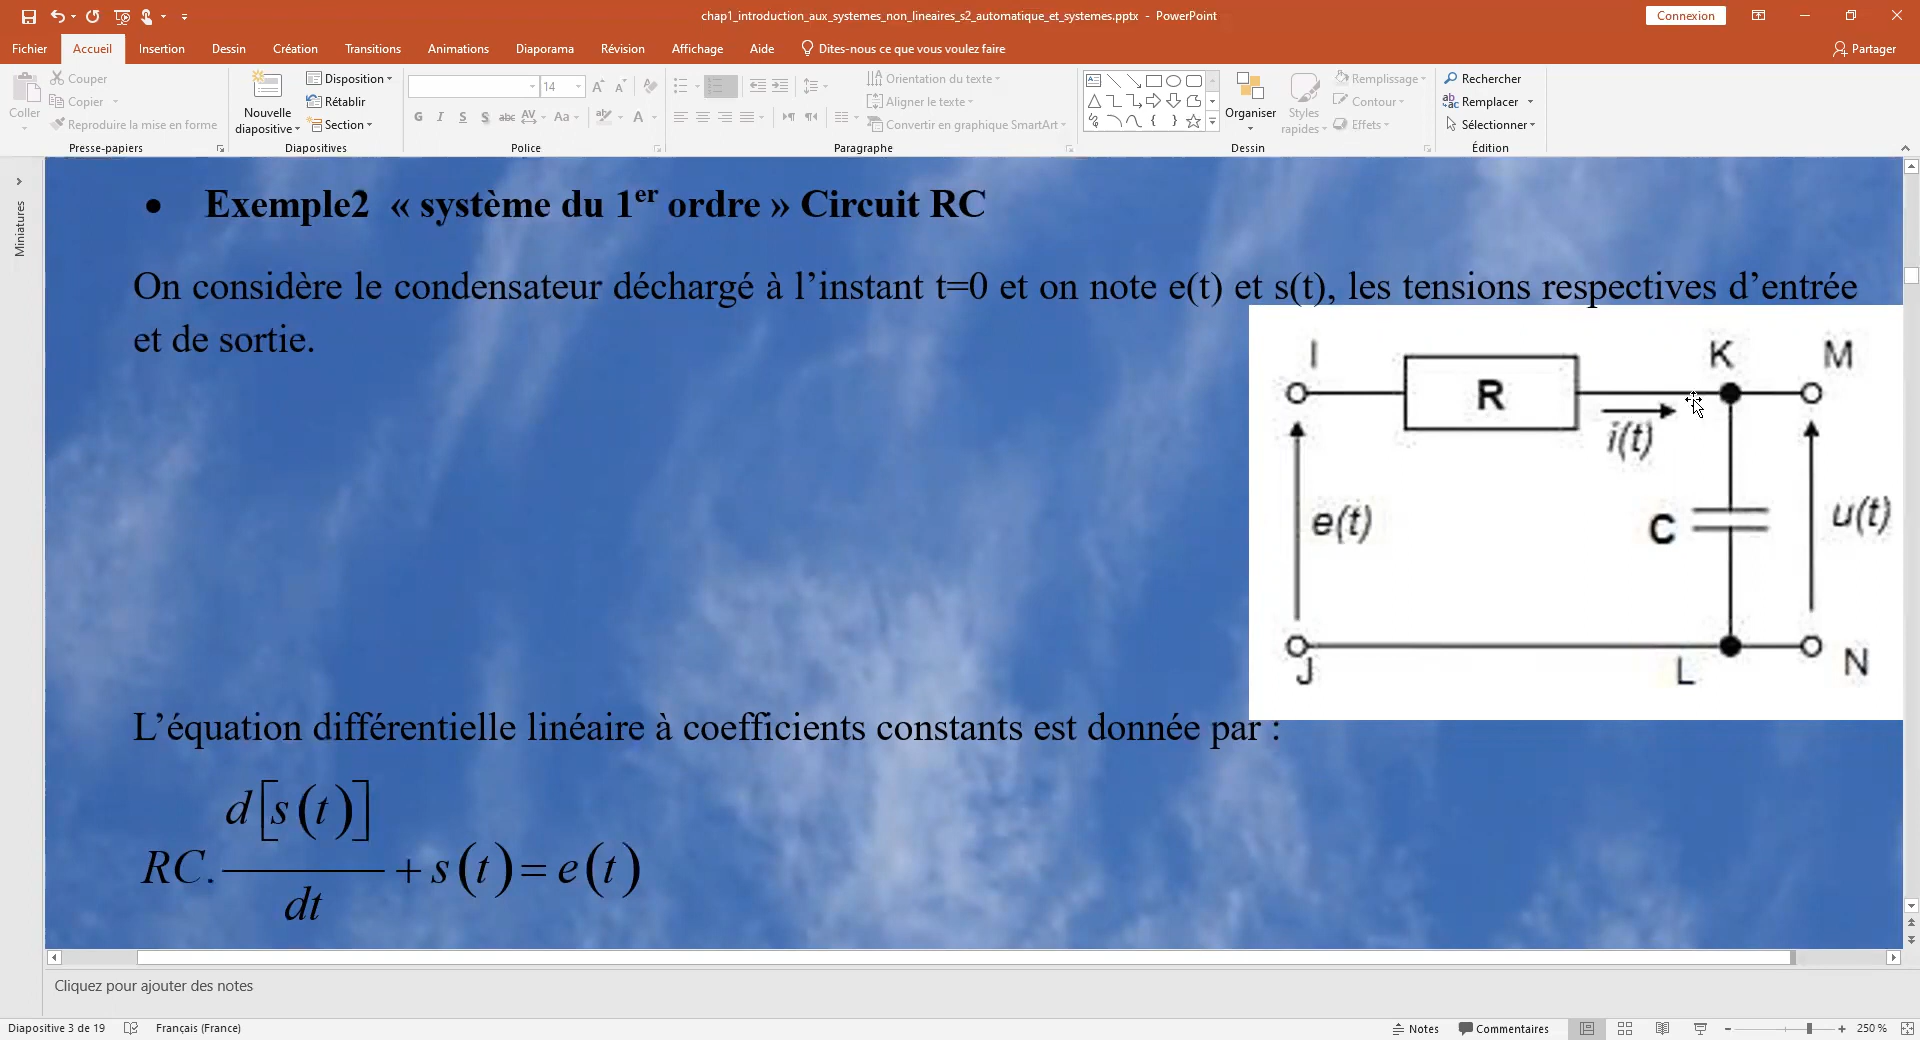 chap1_introduction_aux_systemes_non_lineaires_s2_automatique_et_systemes.pptx - PowerPoint
Connexion
Fichier Accueil Insertion Dessin Création Transitions Animations Diaporama Révision Affichage Aide Dites-nous ce que vous voulez faire Partager
Coller
Couper
Copier
Reproduire la mise en forme
Presse-papiers
Nouvelle
diapositive
Disposition
Rétablir
Section
Diapositives
14
G I S S abc AV Aa A
Police
Orientation du texte
Aligner le texte
Convertir en graphique SmartArt
Paragraphe
Organiser
Styles
rapides
Remplissage
Contour
Effets
Dessin
Rechercher
Remplacer
Sélectionner
Édition
Miniatures
• Exemple2 « système du 1er ordre » Circuit RC
On considère le condensateur déchargé à l’instant t=0 et on note e(t) et s(t), les tensions respectives d’entrée
et de sortie.
I R K M
i(t)
e(t) C u(t)
J L N
L’équation différentielle linéaire à coefficients constants est donnée par :
RC. d[s(t)]/dt + s(t) = e(t)
Cliquez pour ajouter des notes
Diapositive 3 de 19 Français (France) Notes Commentaires 250 %